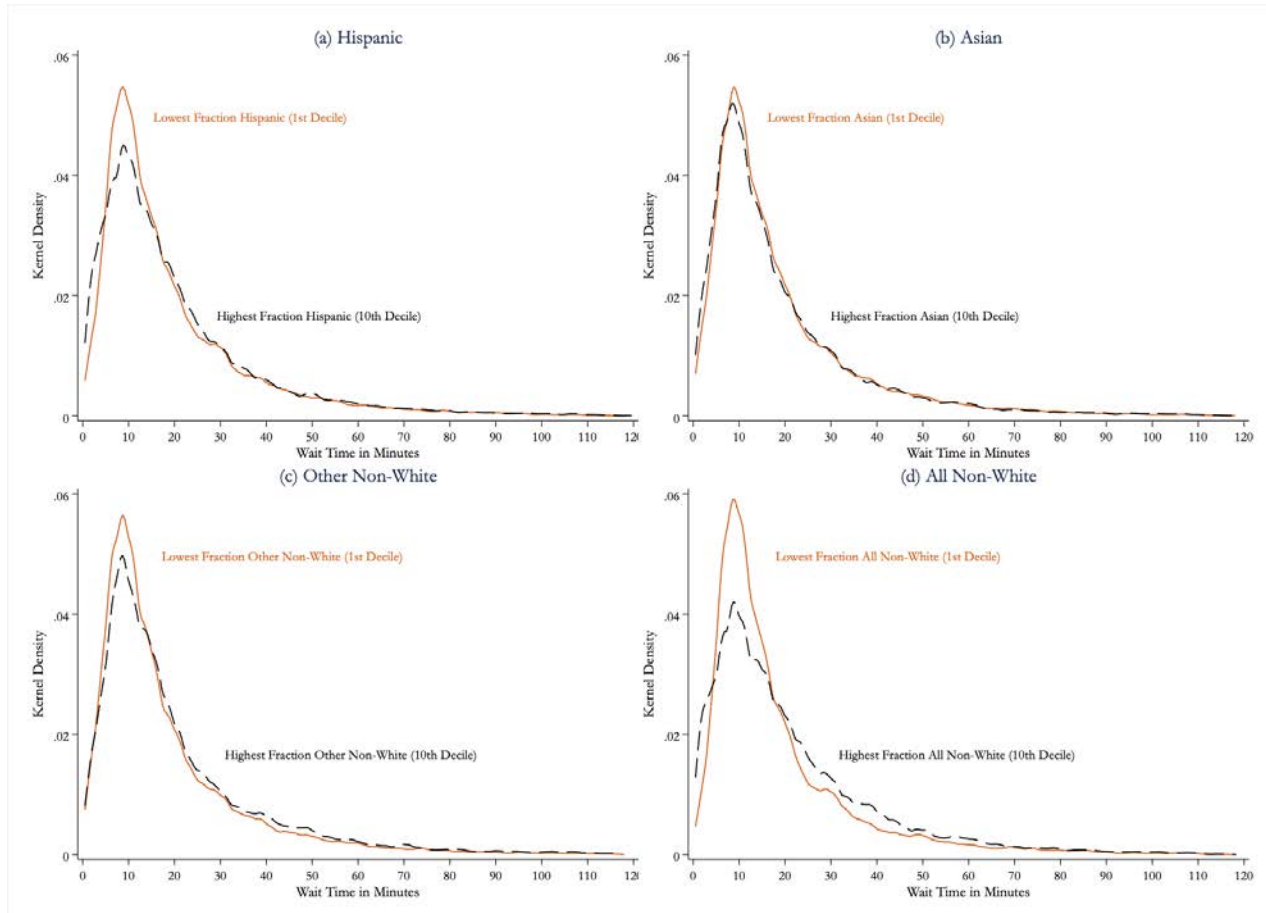 (a) Hispanic
.06
.04
.02
0
Kernel Density
Lowest Fraction Hispanic (1st Decile)
Highest Fraction Hispanic (10th Decile)
0 10 20 30 40 50 60 70 80 90 100 110 120
Wait Time in Minutes
(b) Asian
.06
.04
.02
0
Kernel Density
Lowest Fraction Asian (1st Decile)
Highest Fraction Asian (10th Decile)
0 10 20 30 40 50 60 70 80 90 100 110 120
Wait Time in Minutes
(c) Other Non-White
.06
.04
.02
0
Kernel Density
Lowest Fraction Other Non-White (1st Decile)
Highest Fraction Other Non-White (10th Decile)
0 10 20 30 40 50 60 70 80 90 100 110 120
Wait Time in Minutes
(d) All Non-White
.06
.04
.02
0
Kernel Density
Lowest Fraction All Non-White (1st Decile)
Highest Fraction All Non-White (10th Decile)
0 10 20 30 40 50 60 70 80 90 100 110 120
Wait Time in Minutes